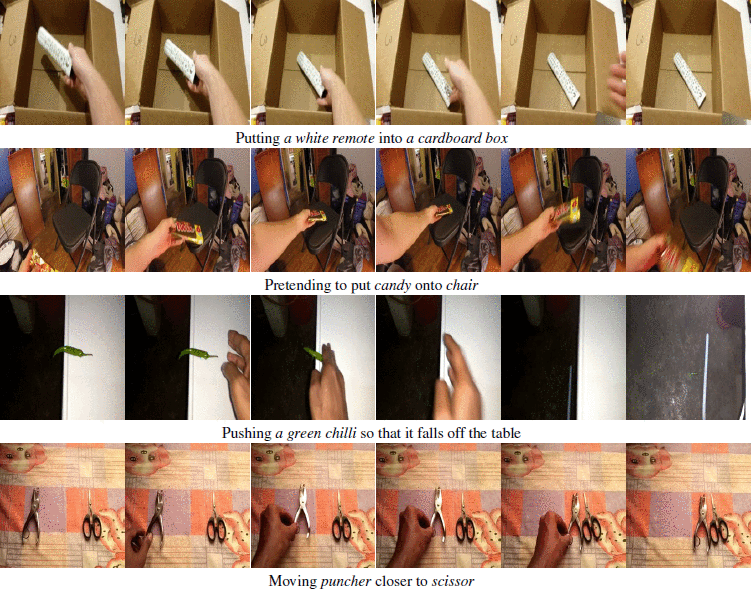 Putting a white remote into a cardboard box
Pretending to put candy onto chair
Pushing a green chilli so that it falls off the table
Moving puncher closer to scissor